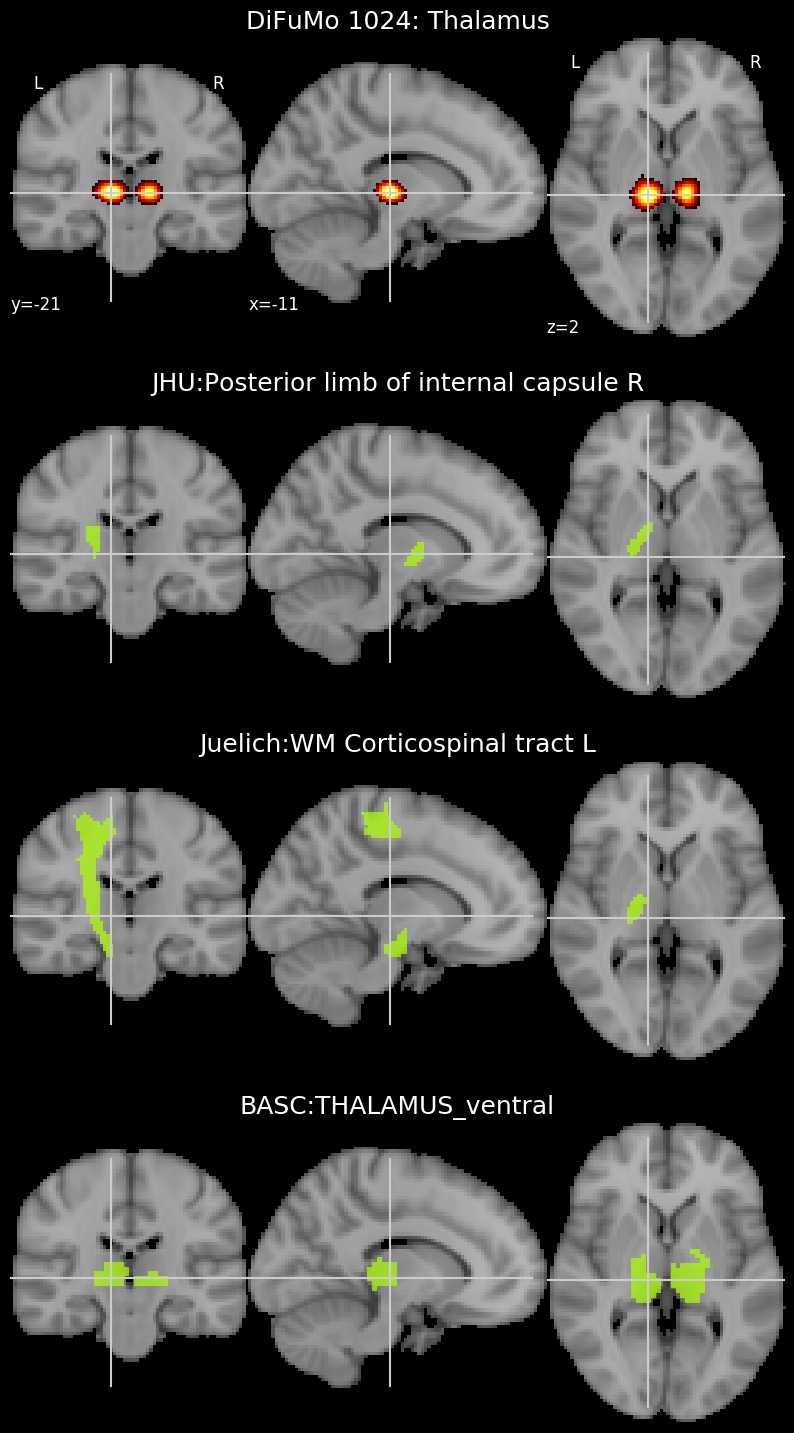 DiFuMo 1024: Thalamus
L R L R
y=-21 x=-11 z=2
JHU:Posterior limb of internal capsule R
Juelich:WM Corticospinal tract L
BASC:THALAMUS_ventral